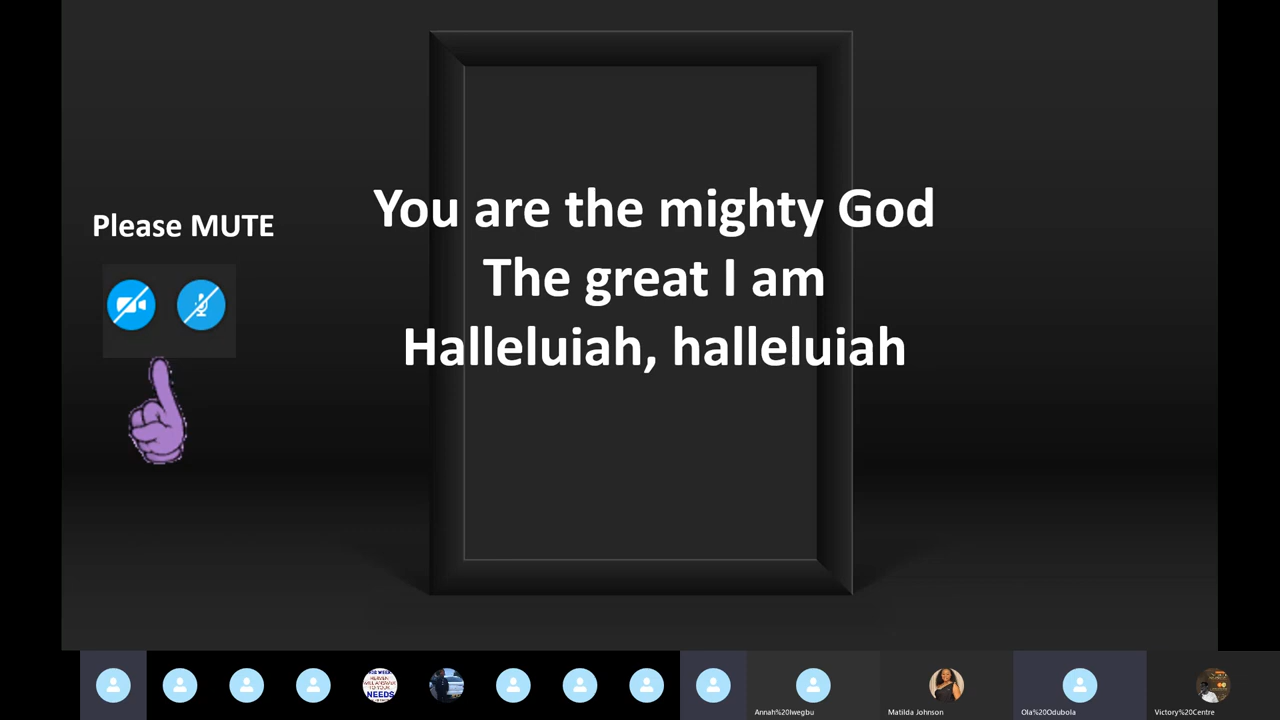 Please MUTE
You are the mighty God
The great I am
Halleluiah, halleluiah
NEEDS
Annah%20Iwegbu
Matilda Johnson
Ola%20Odubola
Victory%20Centre